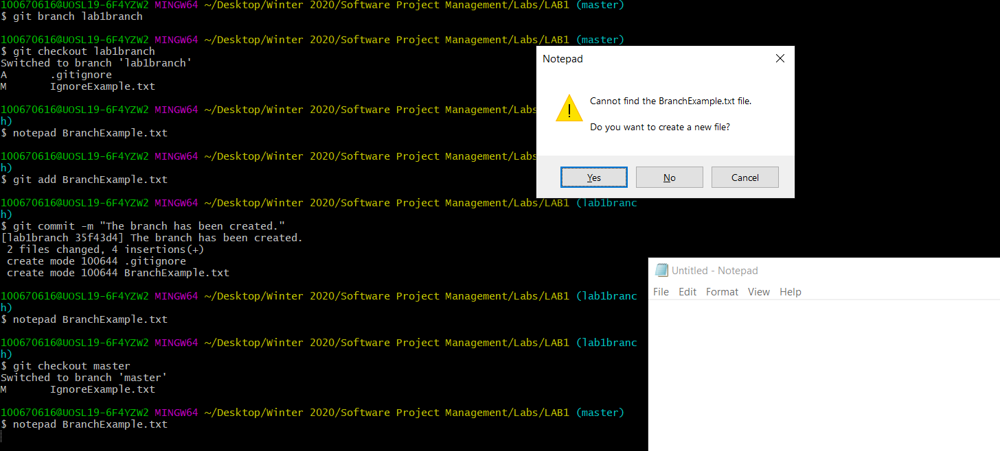 100670616@UOSL19-6F4YZW2 MINGW64 ~/Desktop/Winter 2020/Software Project Management/Labs/LAB1 (master)
$ git branch lab1branch
100670616@UOSL19-6F4YZW2 MINGW64 ~/Desktop/Winter 2020/Software Project Management/Labs/LAB1 (master)
$ git checkout lab1branch
Switched to branch 'lab1branch'
A       .gitignore
M       IgnoreExample.txt
100670616@UOSL19-6F4YZW2 MINGW64 ~/Desktop/Winter 2020/Software Project Management/Labs
h)
$ notepad BranchExample.txt
100670616@UOSL19-6F4YZW2 MINGW64 ~/Desktop/Winter 2020/Software Project Management/Labs
h)
$ git add BranchExample.txt
100670616@UOSL19-6F4YZW2 MINGW64 ~/Desktop/Winter 2020/Software Project Management/Labs/LAB1 (lab1branc
h)
$ git commit -m "The branch has been created."
[lab1branch 35f43d4] The branch has been created.
 2 files changed, 4 insertions(+)
 create mode 100644 .gitignore
 create mode 100644 BranchExample.txt
100670616@UOSL19-6F4YZW2 MINGW64 ~/Desktop/Winter 2020/Software Project Management/Labs/LAB1 (lab1branc
h)
$ notepad BranchExample.txt
100670616@UOSL19-6F4YZW2 MINGW64 ~/Desktop/Winter 2020/Software Project Management/Labs/LAB1 (lab1branc
h)
$ git checkout master
Switched to branch 'master'
M       IgnoreExample.txt
100670616@UOSL19-6F4YZW2 MINGW64 ~/Desktop/Winter 2020/Software Project Management/Labs/LAB1 (master)
$ notepad BranchExample.txt
Notepad
Cannot find the BranchExample.txt file.
Do you want to create a new file?
Yes No Cancel
Untitled - Notepad
File Edit Format View Help